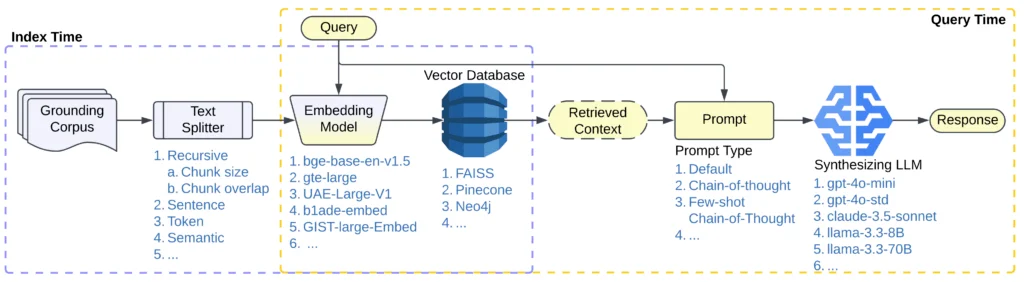 Index Time
Query Time
Query
Grounding
Corpus
Text
Splitter
1. Recursive
a. Chunk size
b. Chunk overlap
2. Sentence
3. Token
4. Semantic
5. ...
Embedding
Model
1. bge-base-en-v1.5
2. gte-large
3. UAE-Large-V1
4. b1ade-embed
5. GIST-large-Embed
6. ...
Vector Database
1. FAISS
2. Pinecone
3. Neo4j
4. ...
Retrieved
Context
Prompt
Prompt Type
1. Default
2. Chain-of-thought
3. Few-shot
Chain-of-Thought
4. ...
Synthesizing LLM
1. gpt-4o-mini
2. gpt-4o-std
3. claude-3.5-sonnet
4. llama-3.3-8B
5. llama-3.3-70B
6. ...
Response